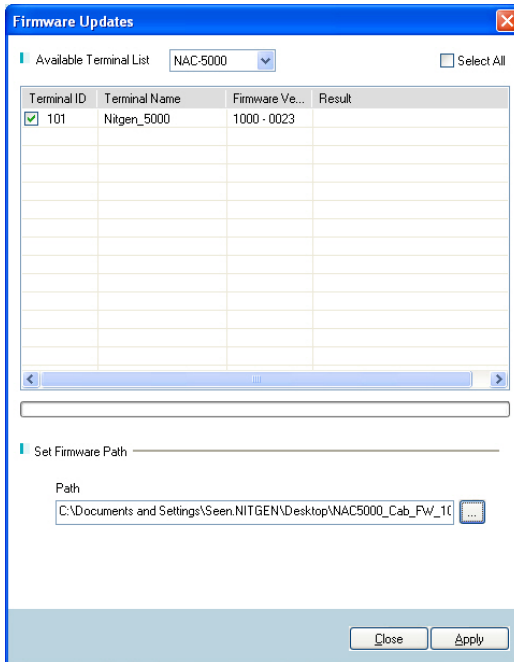 Firmware Updates
Available Terminal List NAC-5000 Select All
Terminal ID Terminal Name Firmware Ve... Result
101 Nitgen_5000 1000 - 0023
Set Firmware Path
Path
C:\Documents and Settings\Seen.NITGEN\Desktop\NAC5000_Cab_FW_10 ...
Close Apply